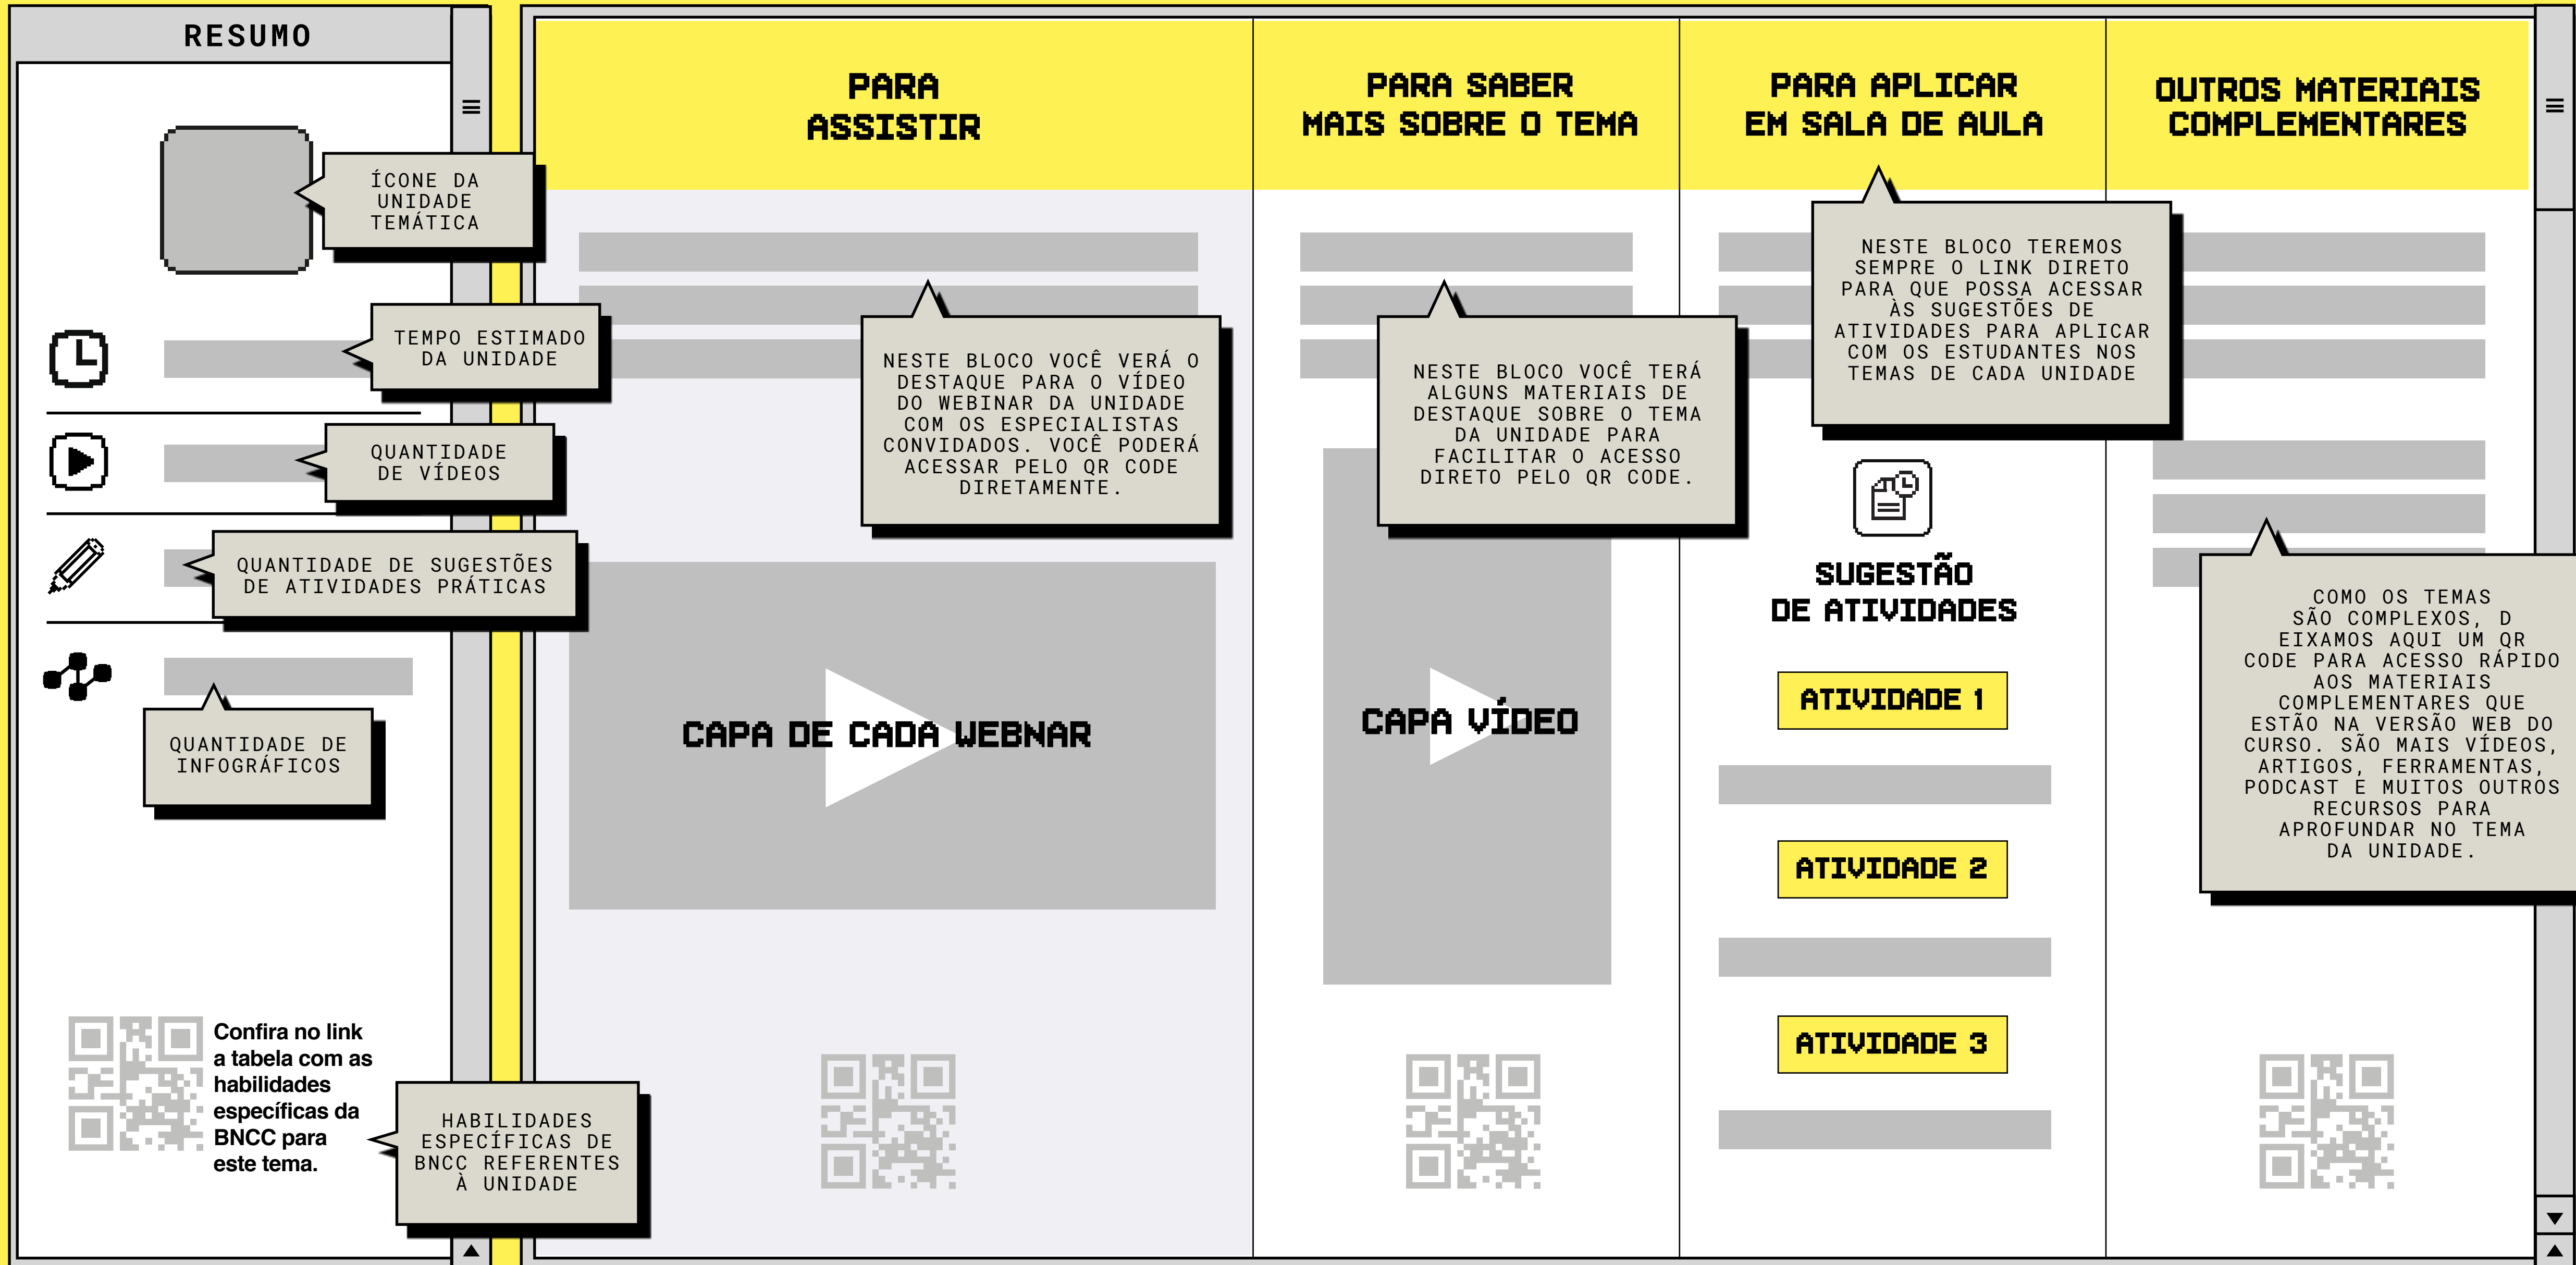 RESUMO
ÍCONE DA
UNIDADE
TEMÁTICA
TEMPO ESTIMADO
DA UNIDADE
QUANTIDADE
DE VÍDEOS
QUANTIDADE DE SUGESTÕES
DE ATIVIDADES PRÁTICAS
QUANTIDADE DE
INFOGRÁFICOS
Confira no link
a tabela com as
habilidades
específicas da
BNCC para
este tema.
HABILIDADES
ESPECÍFICAS DE
BNCC REFERENTES
À UNIDADE
PARA
ASSISTIR
NESTE BLOCO VOCÊ VERÁ O
DESTAQUE PARA O VÍDEO
DO WEBINAR DA UNIDADE
COM OS ESPECIALISTAS
CONVIDADOS. VOCÊ PODERÁ
ACESSAR PELO QR CODE
DIRETAMENTE.
CAPA DE CADA WEBNAR
PARA SABER
MAIS SOBRE O TEMA
NESTE BLOCO VOCÊ TERÁ
ALGUNS MATERIAIS DE
DESTAQUE SOBRE O TEMA
DA UNIDADE PARA
FACILITAR O ACESSO
DIRETO PELO QR CODE.
CAPA VÍDEO
PARA APLICAR
EM SALA DE AULA
NESTE BLOCO TEREMOS
SEMPRE O LINK DIRETO
PARA QUE POSSA ACESSAR
ÀS SUGESTÕES DE
ATIVIDADES PARA APLICAR
COM OS ESTUDANTES NOS
TEMAS DE CADA UNIDADE
SUGESTÃO
DE ATIVIDADES
ATIVIDADE 1
ATIVIDADE 2
ATIVIDADE 3
OUTROS MATERIAIS
COMPLEMENTARES
COMO OS TEMAS
SÃO COMPLEXOS, D
EIXAMOS AQUI UM QR
CODE PARA ACESSO RÁPIDO
AOS MATERIAIS
COMPLEMENTARES QUE
ESTÃO NA VERSÃO WEB DO
CURSO. SÃO MAIS VÍDEOS,
ARTIGOS, FERRAMENTAS,
PODCAST E MUITOS OUTROS
RECURSOS PARA
APROFUNDAR NO TEMA
DA UNIDADE.